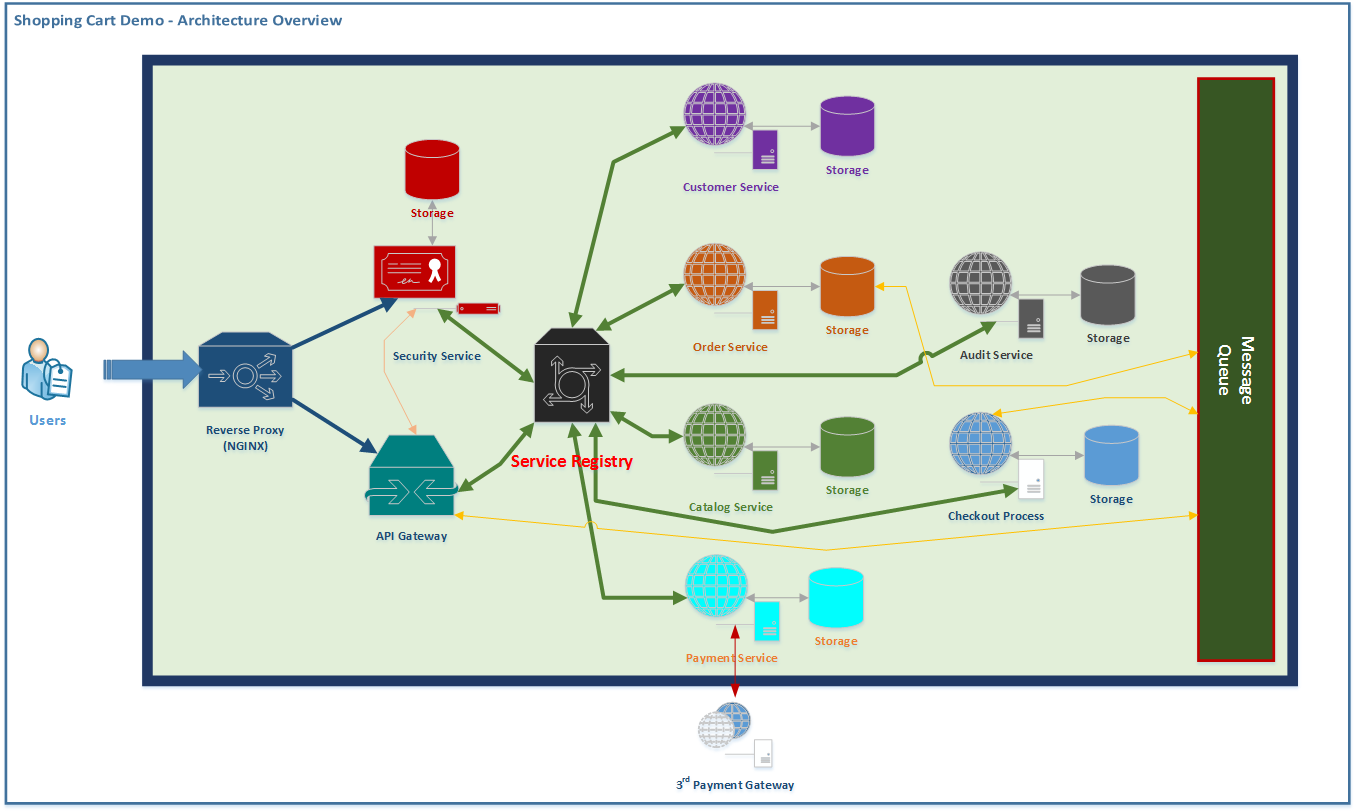 Shopping Cart Demo - Architecture Overview
Users
Reverse Proxy
(NGINX)
Storage
Security Service
API Gateway
Service Registry
Customer Service
Storage
Order Service
Storage
Catalog Service
Storage
Payment Service
Storage
Audit Service
Storage
Checkout Process
Storage
Message
Queue
3rd Payment Gateway